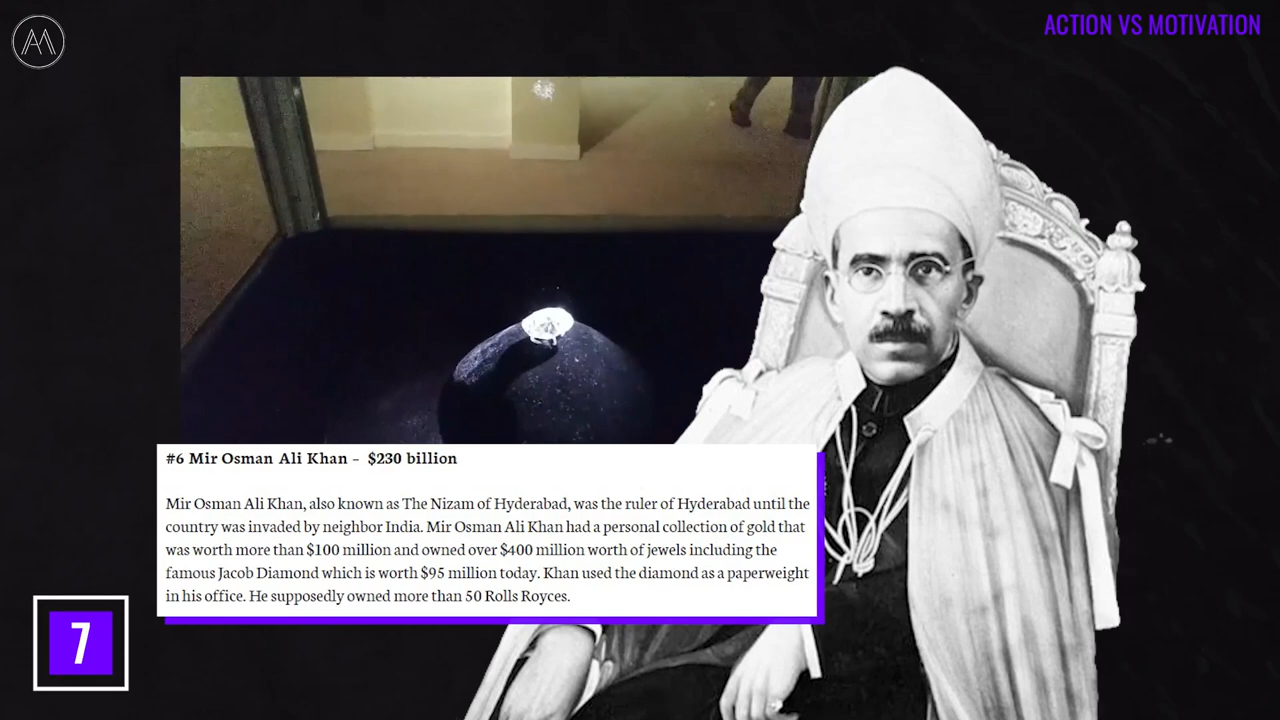 ACTION VS MOTIVATION
#6 Mir Osman Ali Khan – $230 billion
Mir Osman Ali Khan, also known as The Nizam of Hyderabad, was the ruler of Hyderabad until the
country was invaded by neighbor India. Mir Osman Ali Khan had a personal collection of gold that
was worth more than $100 million and owned over $400 million worth of jewels including the
famous Jacob Diamond which is worth $95 million today. Khan used the diamond as a paperweight
in his office. He supposedly owned more than 50 Rolls Royces.
7